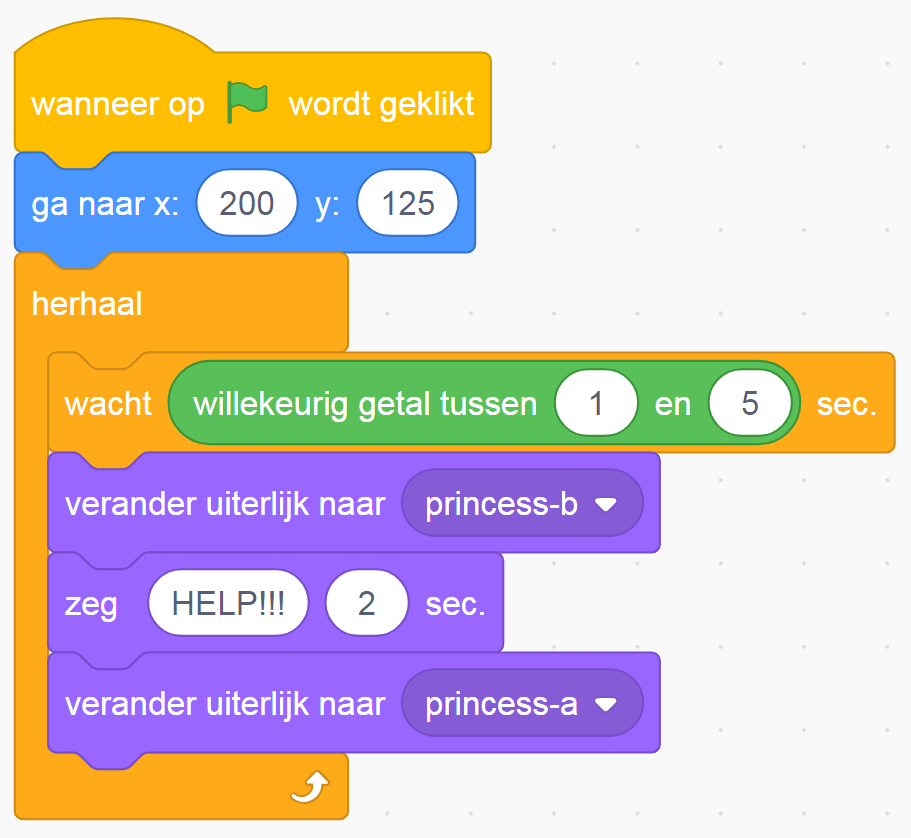 wanneer op wordt geklikt
ga naar x: 200 y: 125
herhaal
wacht willekeurig getal tussen 1 en 5 sec.
verander uiterlijk naar princess-b
zeg HELP!!! 2 sec.
verander uiterlijk naar princess-a